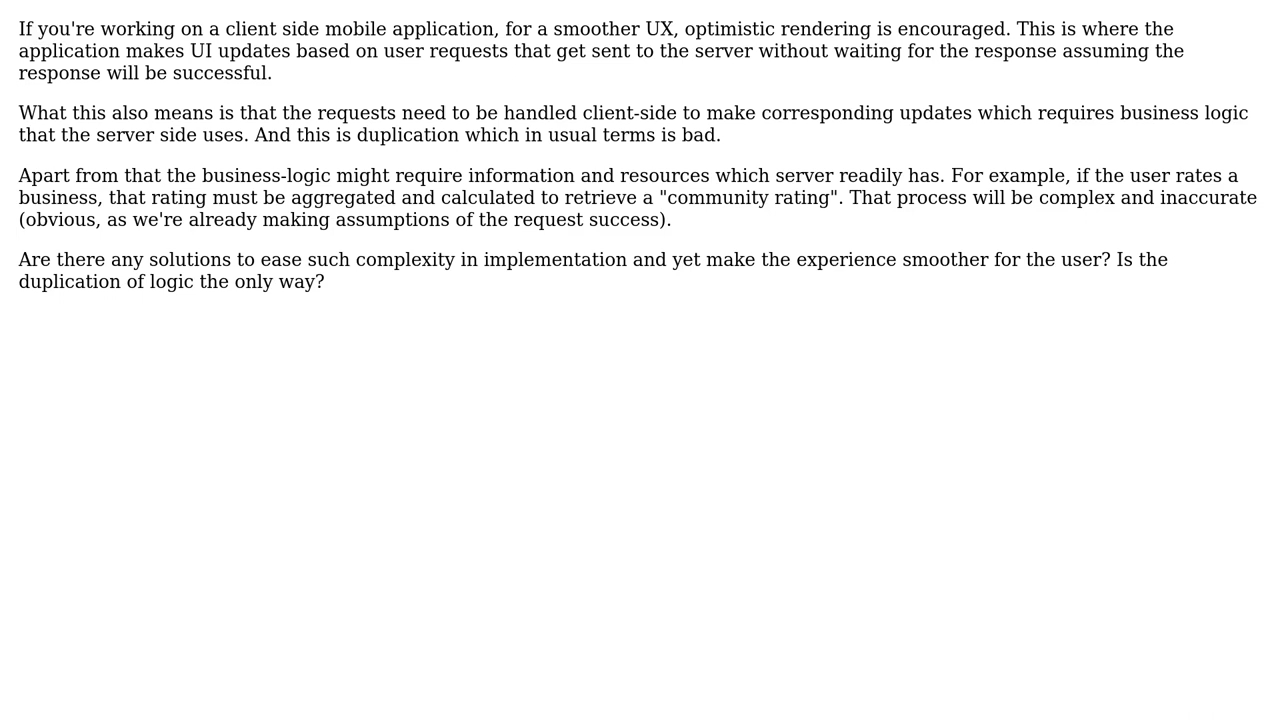 If you're working on a client side mobile application, for a smoother UX, optimistic rendering is encouraged. This is where the
application makes UI updates based on user requests that get sent to the server without waiting for the response assuming the
response will be successful.
What this also means is that the requests need to be handled client-side to make corresponding updates which requires business logic
that the server side uses. And this is duplication which in usual terms is bad.
Apart from that the business-logic might require information and resources which server readily has. For example, if the user rates a
business, that rating must be aggregated and calculated to retrieve a "community rating". That process will be complex and inaccurate
(obvious, as we're already making assumptions of the request success).
Are there any solutions to ease such complexity in implementation and yet make the experience smoother for the user? Is the
duplication of logic the only way?